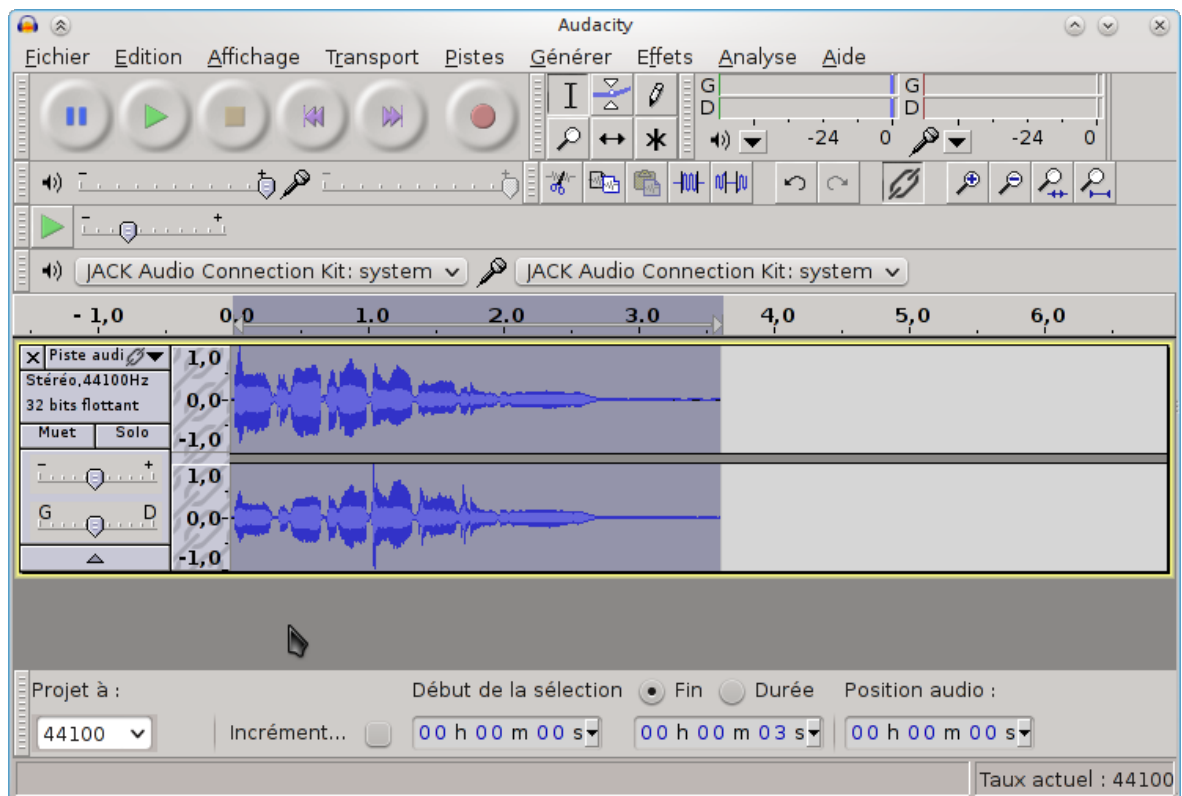 Audacity
Fichier Edition Affichage Transport Pistes Générer Effets Analyse Aide
G
D
-24 0
G
D
-24 0
- +
- +
- +
JACK Audio Connection Kit: system
JACK Audio Connection Kit: system
- 1,0 0,0 1.0 2.0 3.0 4,0 5,0 6,0
Piste audi
Stéréo,44100Hz
32 bits flottant
Muet Solo
- +
G D
1,0
0,0-
-1,0
1,0
0,0-
-1,0
Projet à : Début de la sélection Fin Durée Position audio :
44100 Incrément... 00 h 00 m 00 s 00 h 00 m 03 s 00 h 00 m 00 s
Taux actuel : 44100